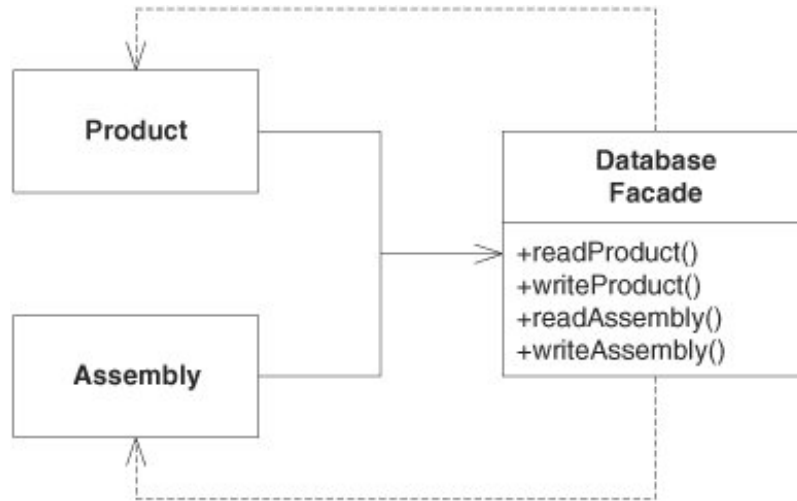 Product
Database
Facade
+readProduct()
+writeProduct()
+readAssembly()
+writeAssembly()
Assembly